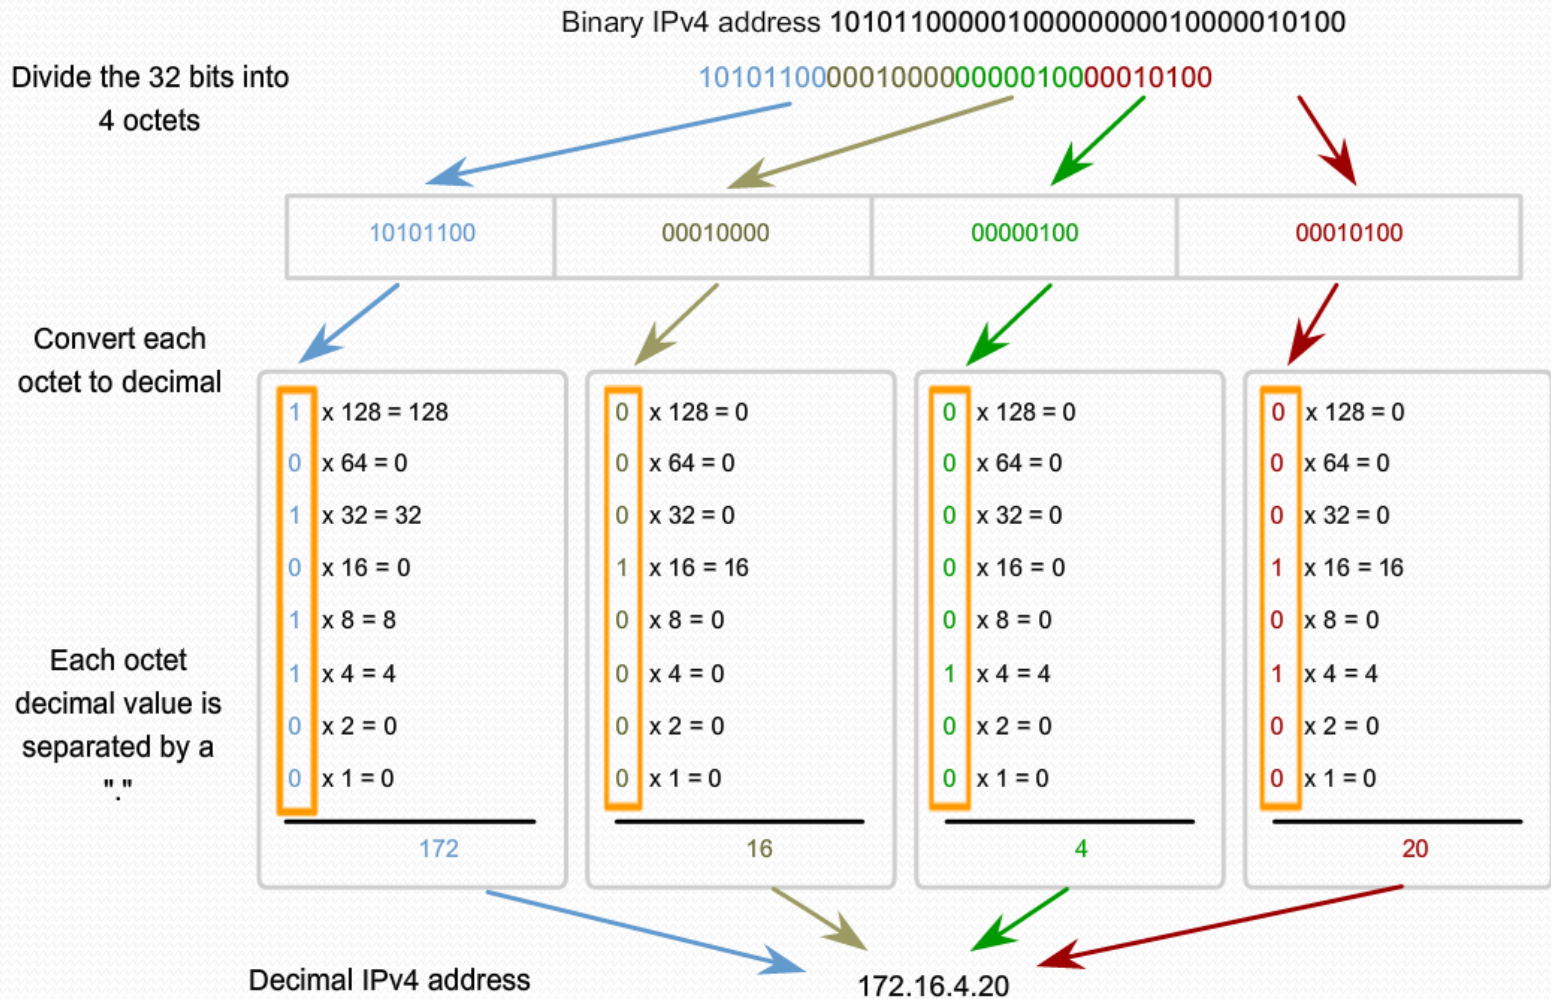 Binary IPv4 address 10101100000100000000010000010100
Divide the 32 bits into
4 octets
10101100000100000000010000010100
10101100
00010000
00000100
00010100
Convert each
octet to decimal
1 x 128 = 128
0 x 64 = 0
1 x 32 = 32
0 x 16 = 0
1 x 8 = 8
1 x 4 = 4
0 x 2 = 0
0 x 1 = 0
172
0 x 128 = 0
0 x 64 = 0
0 x 32 = 0
1 x 16 = 16
0 x 8 = 0
0 x 4 = 0
0 x 2 = 0
0 x 1 = 0
16
0 x 128 = 0
0 x 64 = 0
0 x 32 = 0
0 x 16 = 0
0 x 8 = 0
1 x 4 = 4
0 x 2 = 0
0 x 1 = 0
4
0 x 128 = 0
0 x 64 = 0
0 x 32 = 0
1 x 16 = 16
0 x 8 = 0
1 x 4 = 4
0 x 2 = 0
0 x 1 = 0
20
Each octet
decimal value is
separated by a
"."
Decimal IPv4 address
172.16.4.20